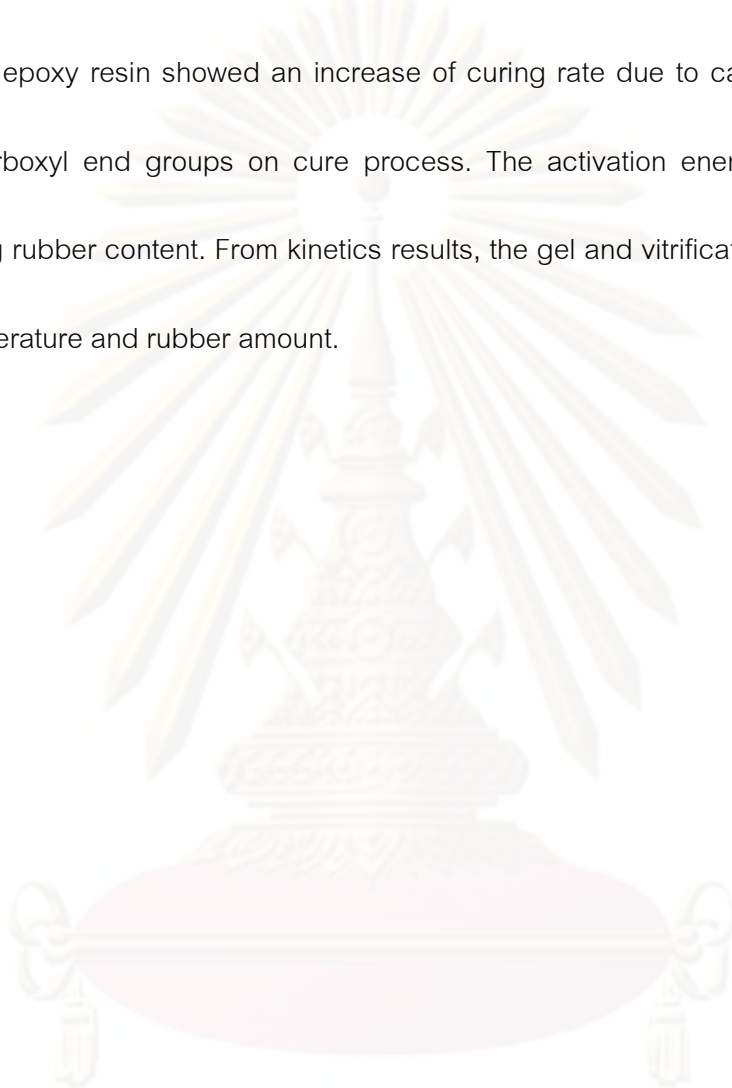 epoxy resin showed an increase of curing rate due to ca
rboxyl end groups on cure process. The activation ener
g rubber content. From kinetics results, the gel and vitrificat
erature and rubber amount.